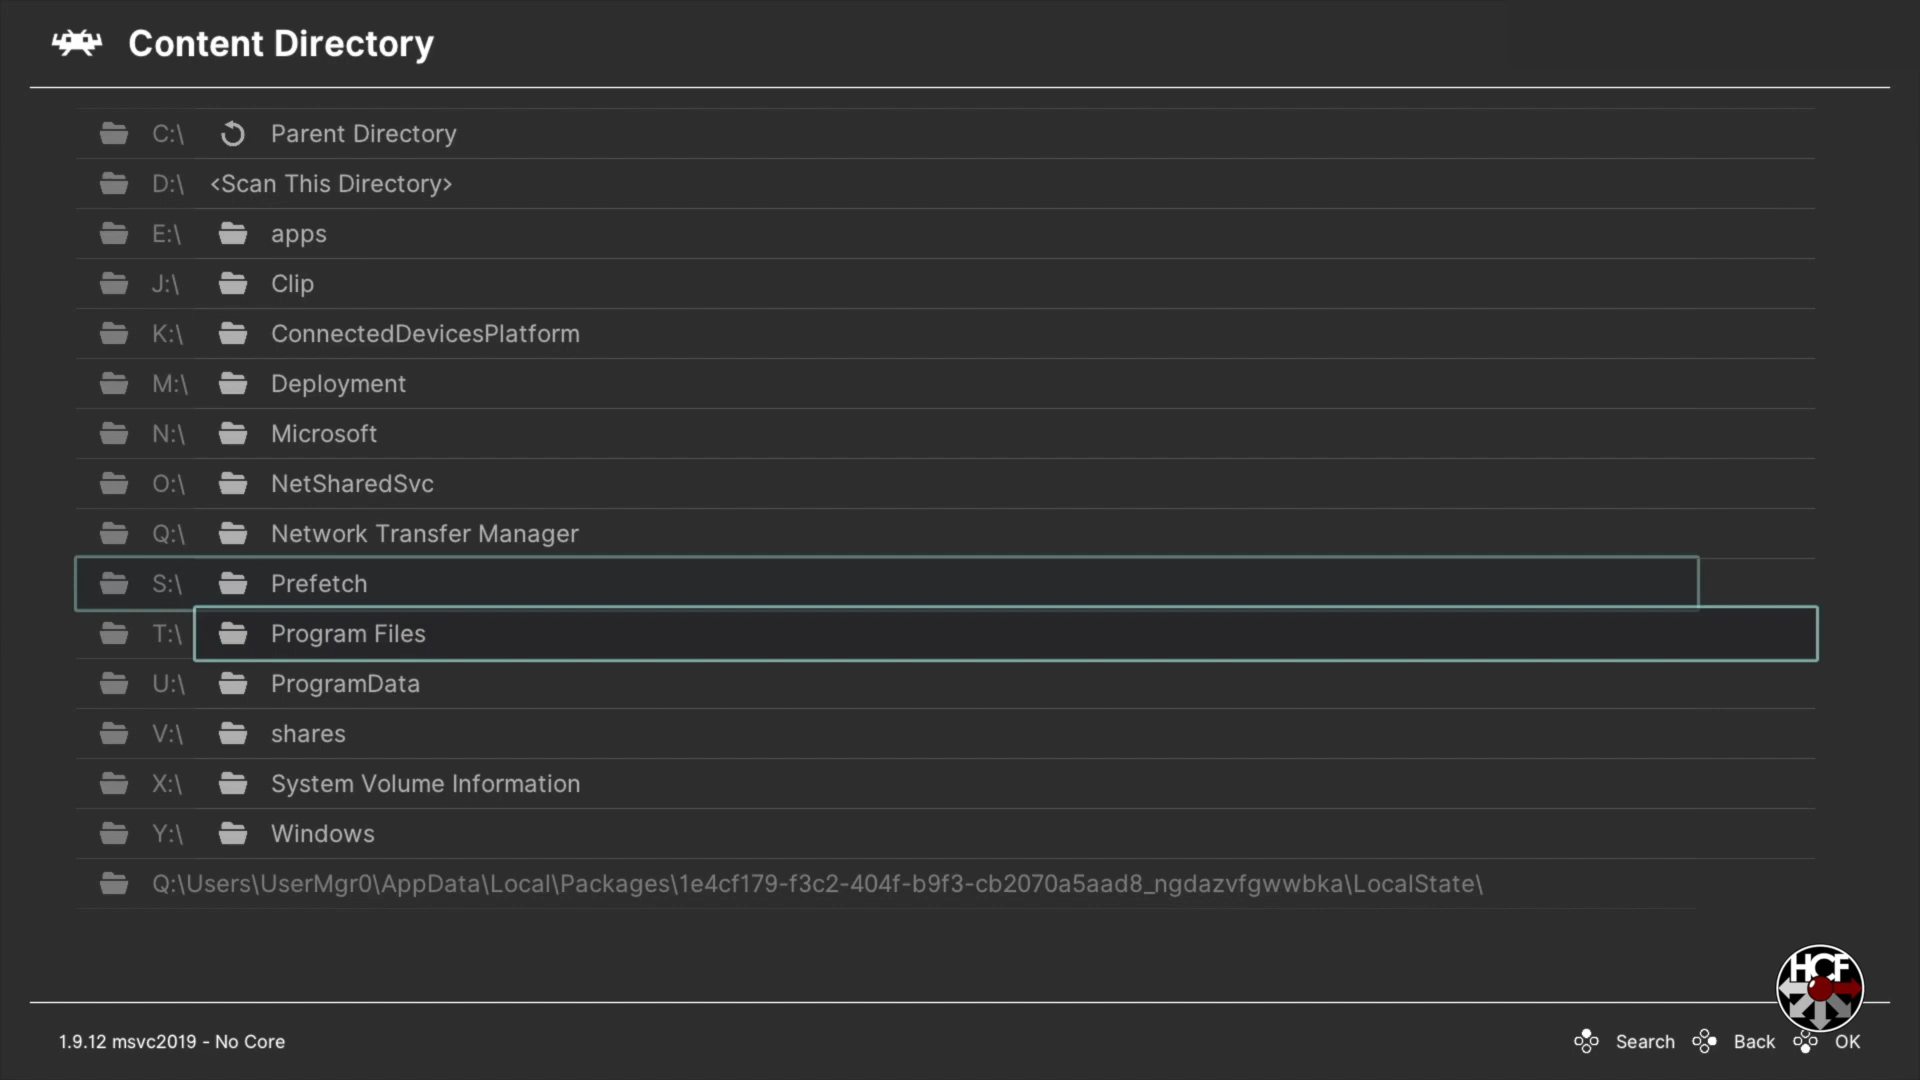 Content Directory
C:\ Parent Directory
D:\ <Scan This Directory>
E:\ apps
J:\ Clip
K:\ ConnectedDevicesPlatform
M:\ Deployment
N:\ Microsoft
O:\ NetSharedSvc
Q:\ Network Transfer Manager
S:\ Prefetch
T:\ Program Files
U:\ ProgramData
V:\ shares
X:\ System Volume Information
Y:\ Windows
Q:\Users\UserMgr0\AppData\Local\Packages\1e4cf179-f3c2-404f-b9f3-cb2070a5aad8_ngdazvfgwwbka\LocalState\
HCF
1.9.12 msvc2019 - No Core
Search Back OK